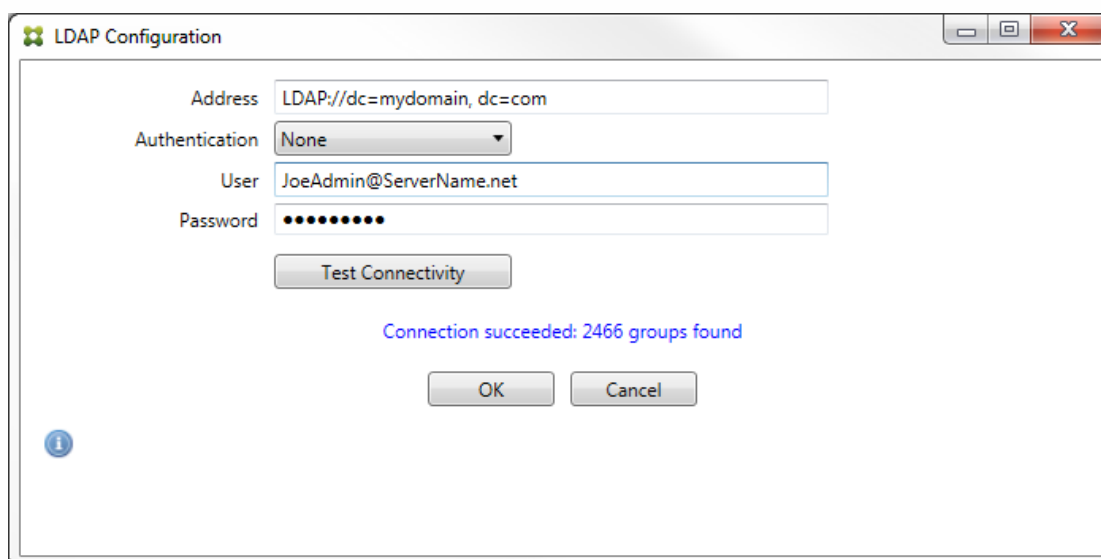 LDAP Configuration
Address LDAP://dc=mydomain, dc=com
Authentication None
User JoeAdmin@ServerName.net
Password ●●●●●●●●●
Test Connectivity
Connection succeeded: 2466 groups found
OK Cancel